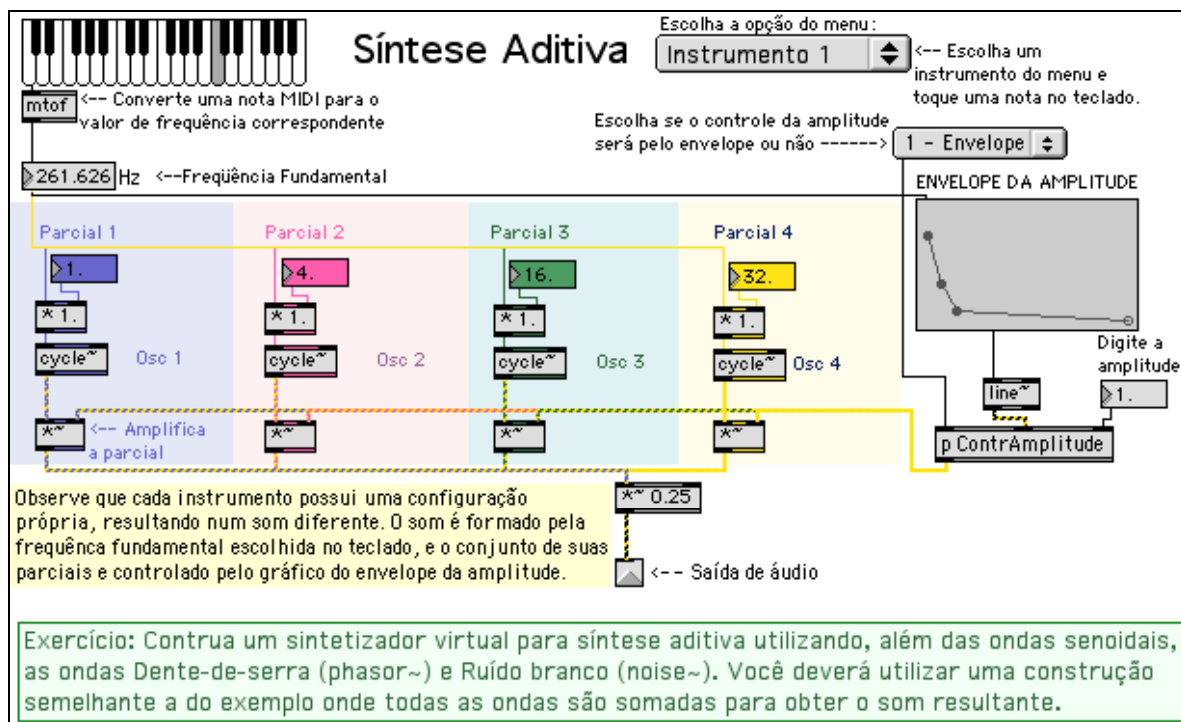 Síntese Aditiva
Escolha a opção do menu:
Instrumento 1
<-- Escolha um
instrumento do menu e
toque uma nota no teclado.
mtof
<-- Converte uma nota MIDI para o
valor de frequência correspondente
Escolha se o controle da amplitude
será pelo envelope ou não ------>
1 - Envelope
261.626
Hz
<--Freqüência Fundamental
ENVELOPE DA AMPLITUDE
Parcial 1
Parcial 2
Parcial 3
Parcial 4
1.
4.
16.
32.
* 1.
* 1.
* 1.
* 1.
cycle~
Osc 1
cycle~
Osc 2
cycle~
Osc 3
cycle~
Osc 4
Digite a
amplitude
line~
1.
*~
<-- Amplifica
a parcial
*~
*~
*~
p ContrAmplitude
*~ 0.25
Observe que cada instrumento possui uma configuração
própria, resultando num som diferente. O som é formado pela
frequênca fundamental escolhida no teclado, e o conjunto de suas
parciais e controlado pelo gráfico do envelope da amplitude.
<-- Saída de áudio
Exercício: Contrua um sintetizador virtual para síntese aditiva utilizando, além das ondas senoidais,
as ondas Dente-de-serra (phasor~) e Ruído branco (noise~). Você deverá utilizar uma construção
semelhante a do exemplo onde todas as ondas são somadas para obter o som resultante.